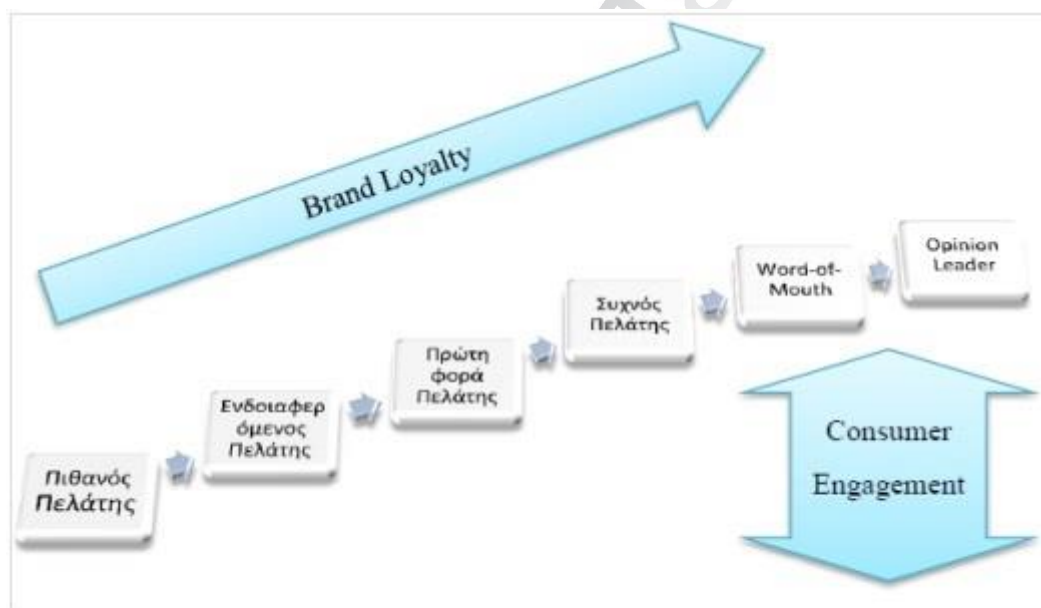 Brand Loyalty
Πιθανός
Πελάτης
Ενδοιαφερ
όμενος
Πελάτης
Πρώτη
φορά
Πελάτης
Συχνός
Πελάτης
Word-of-
Mouth
Opinion
Leader
Consumer
Engagement